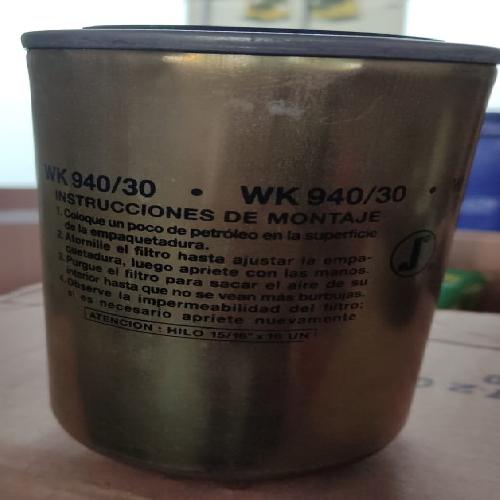 WK 940/30 • WK 940/30 •
INSTRUCCIONES DE MONTAJE
1. Coloque un poco de petróleo en la superficie
de la empaquetadura.
2. Atornille el filtro hasta ajustar la empa-
quetadura, luego apriete con las manos.
3. Purgue el filtro para sacar el aire de su
interior hasta que no se vean más burbujas.
4. Observe la impermeabilidad del filtro:
si es necesario apriete nuevamente
ATENCION : HILO 15/16" x 16 UN